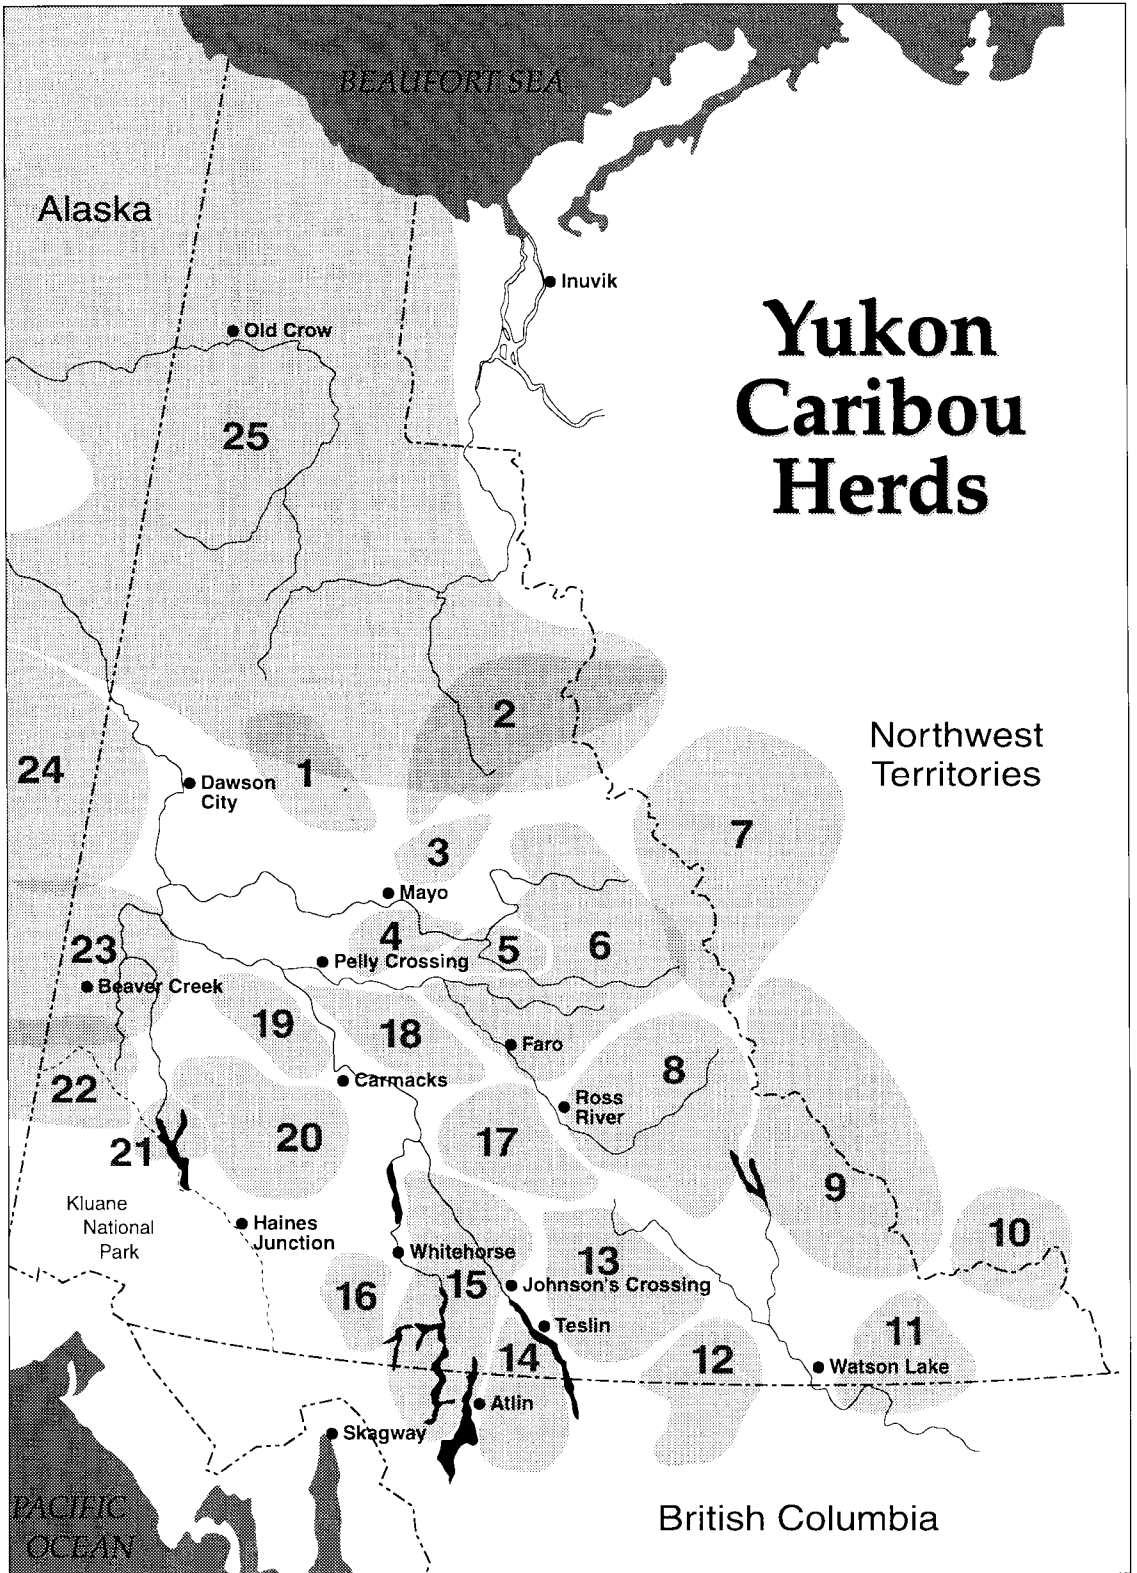 BEAUFORT SEA
Alaska
Inuvik
Old Crow
Yukon
Caribou
Herds
25
2
1
24
Dawson
City
Northwest
Territories
7
3
Mayo
4
5
6
23
Pelly Crossing
Beaver Creek
19
18
Faro
8
22
Carmacks
Ross
River
21
20
17
9
Kluane
National
Park
Haines
Junction
10
Whitehorse
13
16
15
Johnson's Crossing
Teslin
11
14
12
Watson Lake
Atlin
Skagway
PACIFIC
OCEAN
British Columbia